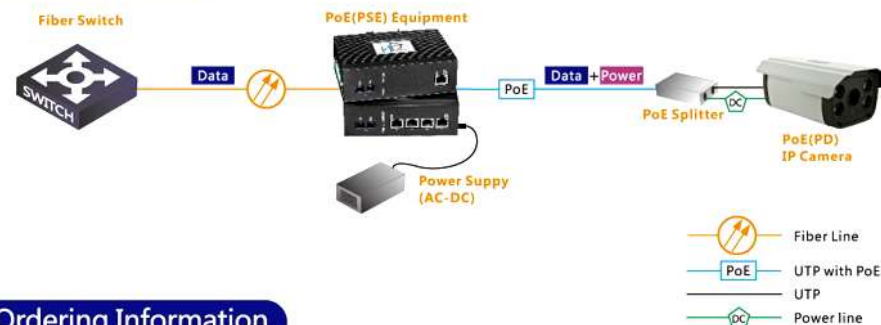 Fiber Switch
PoE(PSE) Equipment
Data
SWITCH
PoE
Data + Power
PoE Splitter
DC
PoE(PD)
IP Camera
Power Suppy
(AC-DC)
Fiber Line
PoE
UTP with PoE
UTP
DC
Power line
Ordering Information